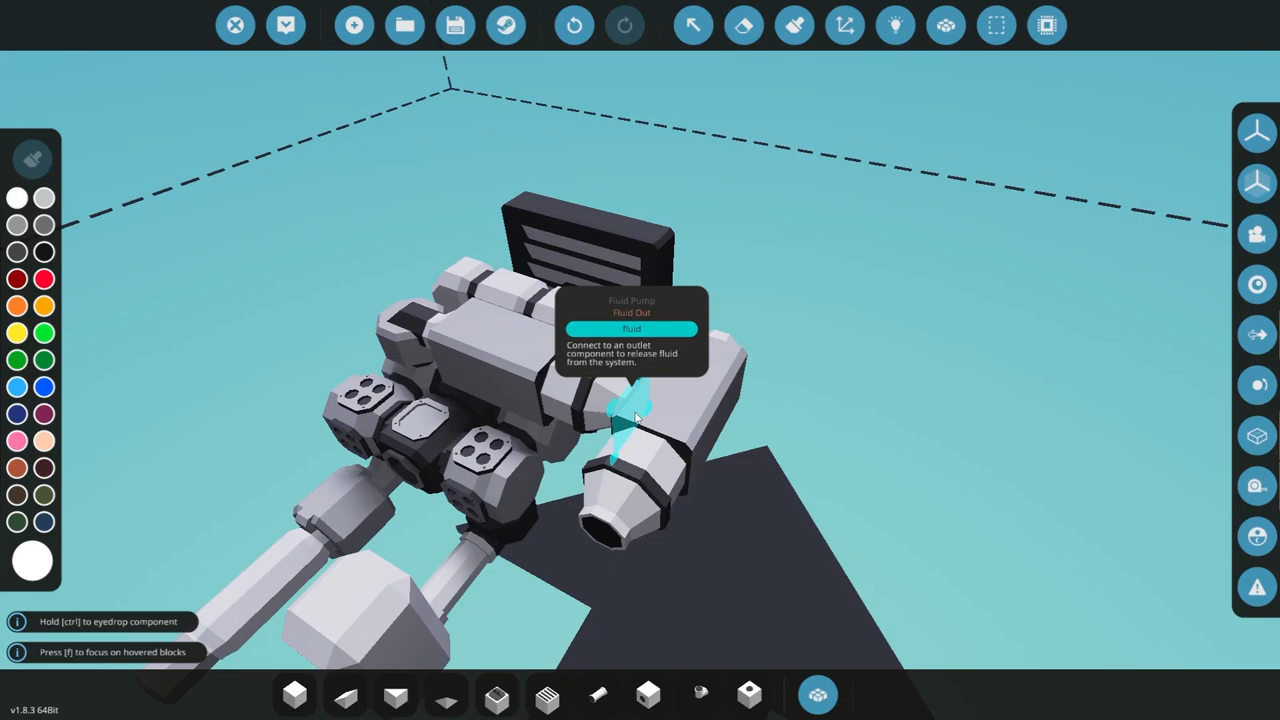 Fluid Pump
Fluid Out
fluid
Connect to an outlet
component to release fluid
from the system.
Hold [ctrl] to eyedrop component
Press [f] to focus on hovered blocks
v1.8.3 64Bit